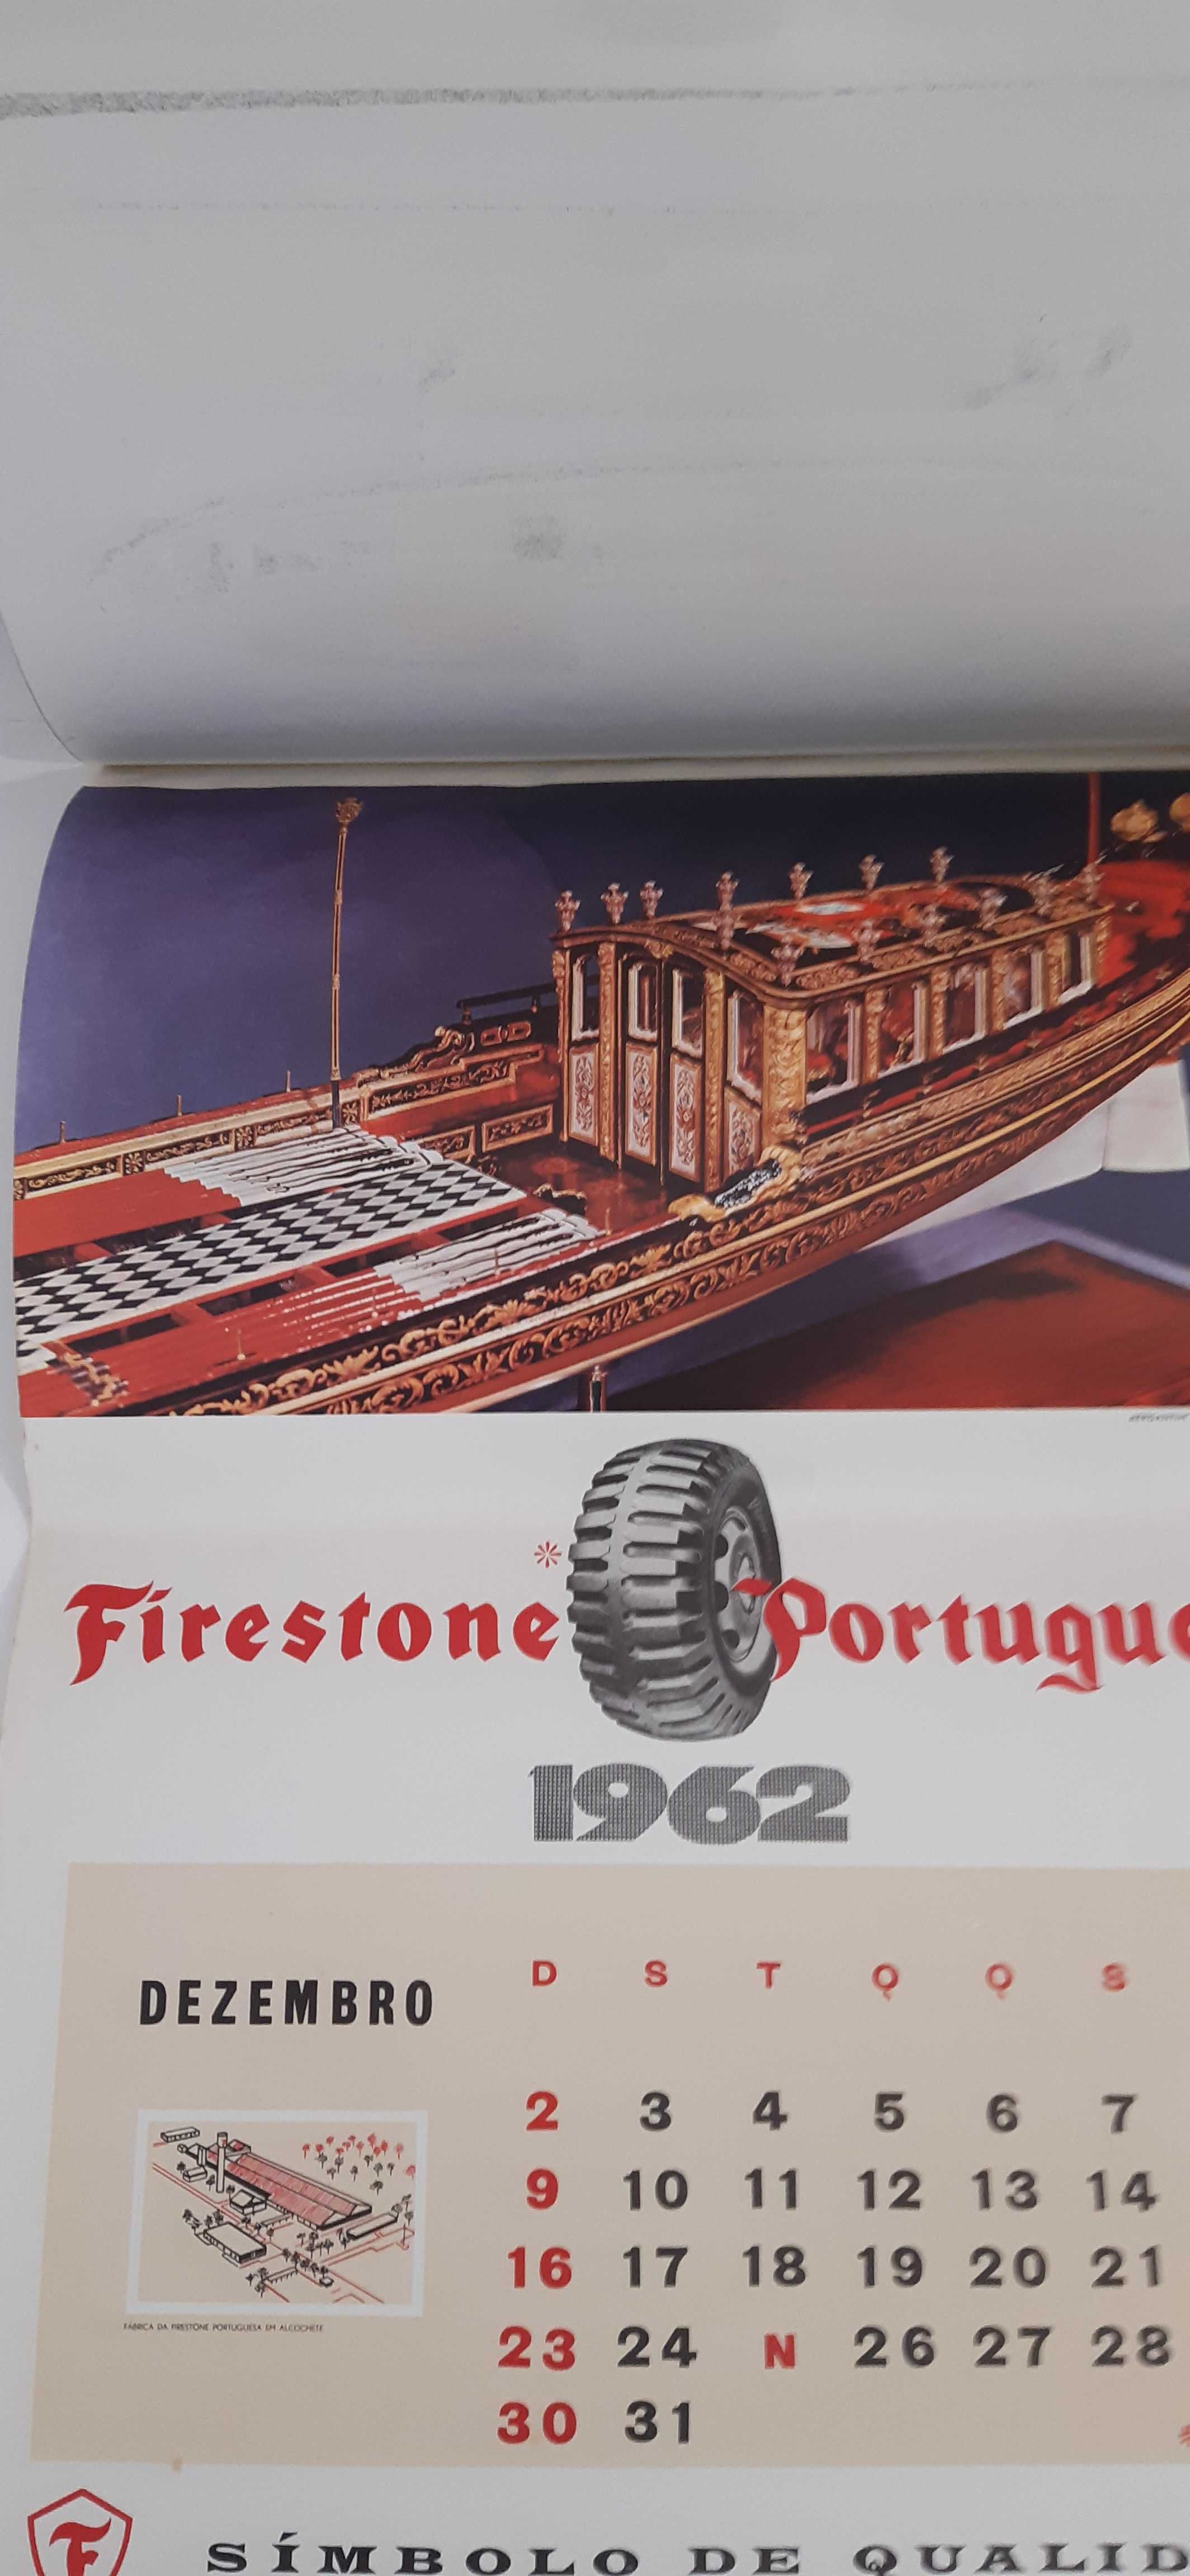 Firestone Portugue
1962
DEZEMBRO
D S T Q Q S
2 3 4 5 6 7
9 10 11 12 13 14
16 17 18 19 20 21
23 24 N 26 27 28
30 31
FÁBRICA DA FIRESTONE PORTUGUESA EM ALCOCHETE
F
SÍMBOLO DE QUALID